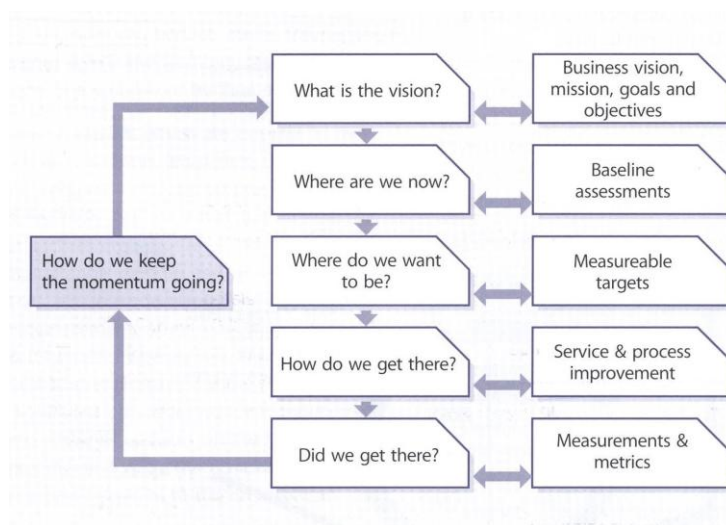 What is the vision?
Business vision,
mission, goals and
objectives
Where are we now?
Baseline
assessments
How do we keep
the momentum going?
Where do we want
to be?
Measureable
targets
How do we get there?
Service & process
improvement
Did we get there?
Measurements &
metrics